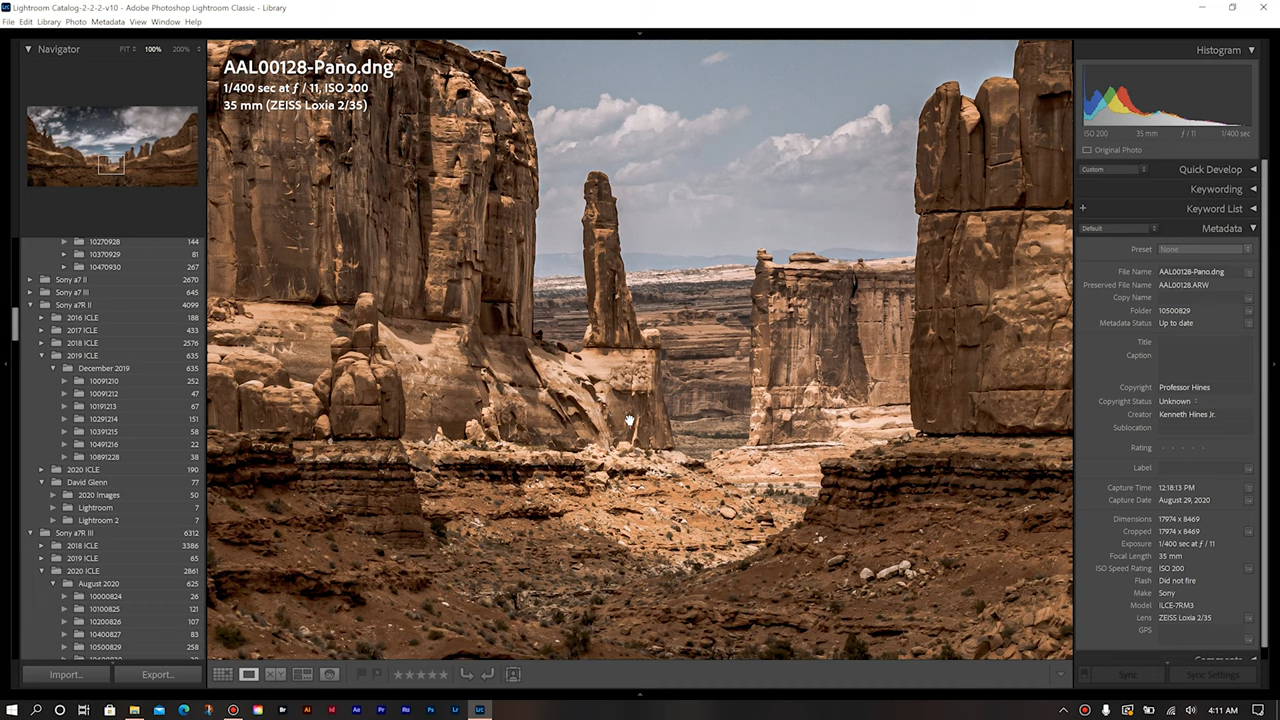 Lightroom Catalog-2-2-2-v10 - Adobe Photoshop Lightroom Classic - Library
File Edit Library Photo Metadata View Window Help
Navigator FIT 100% 200%
10270928 144
10370929 81
10470930 267
Sony a7 II 2670
Sony a7 III 645
Sony a7R II 4099
2016 ICLE 188
2017 ICLE 433
2018 ICLE 2576
2019 ICLE 635
December 2019 635
10091210 252
10091212 47
10191213 67
10291214 151
10391215 58
10491216 22
10891228 38
2020 ICLE 190
David Glenn 77
2020 Images 50
Lightroom 7
Lightroom 2 7
Sony a7R III 6312
2018 ICLE 3386
2019 ICLE 65
2020 ICLE 2861
August 2020 625
10000824 26
10100825 121
10200826 107
10400827 83
10500829 258
Import... Export...
AAL00128-Pano.dng
1/400 sec at ƒ / 11, ISO 200
35 mm (ZEISS Loxia 2/35)
Histogram
ISO 200 35 mm ƒ / 11 1/400 sec
Original Photo
Custom Quick Develop
Keywording
+ Keyword List
Default Metadata
Preset None
File Name AAL00128-Pano.dng
Preserved File Name AAL00128.ARW
Copy Name
Folder 10500829
Metadata Status Up to date
Title
Caption
Copyright Professor Hines
Copyright Status Unknown
Creator Kenneth Hines Jr.
Sublocation
Rating
Label
Capture Time 12:18:13 PM
Capture Date August 29, 2020
Dimensions 17974 x 8469
Cropped 17974 x 8469
Exposure 1/400 sec at ƒ / 11
Focal Length 35 mm
ISO Speed Rating ISO 200
Flash Did not fire
Make Sony
Model ILCE-7RM3
Lens ZEISS Loxia 2/35
GPS
Sync Sync Settings
X Y
Br Ai Id Ae Pr Ru Ps Lr LrC
4:11 AM